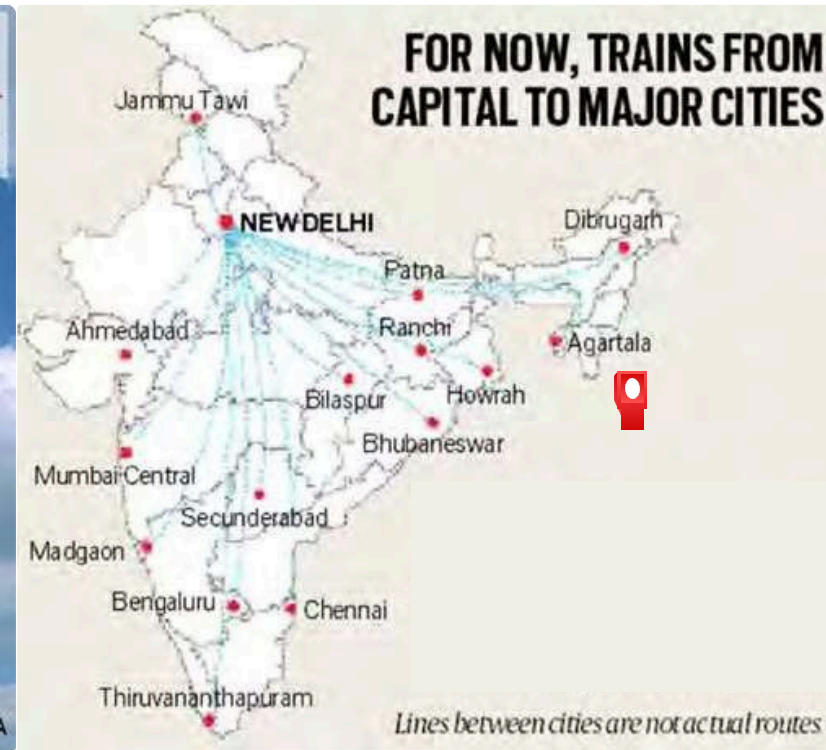 FOR NOW, TRAINS FROM
CAPITAL TO MAJOR CITIES
Jammu Tawi
NEW DELHI
Dibrugarh
Patna
Ahmedabad
Ranchi
Agartala
Bilaspur
Howrah
Bhubaneswar
Mumbai Central
Secunderabad
Madgaon
Bengaluru
Chennai
Thiruvananthapuram
Lines between cities are not actual routes
A